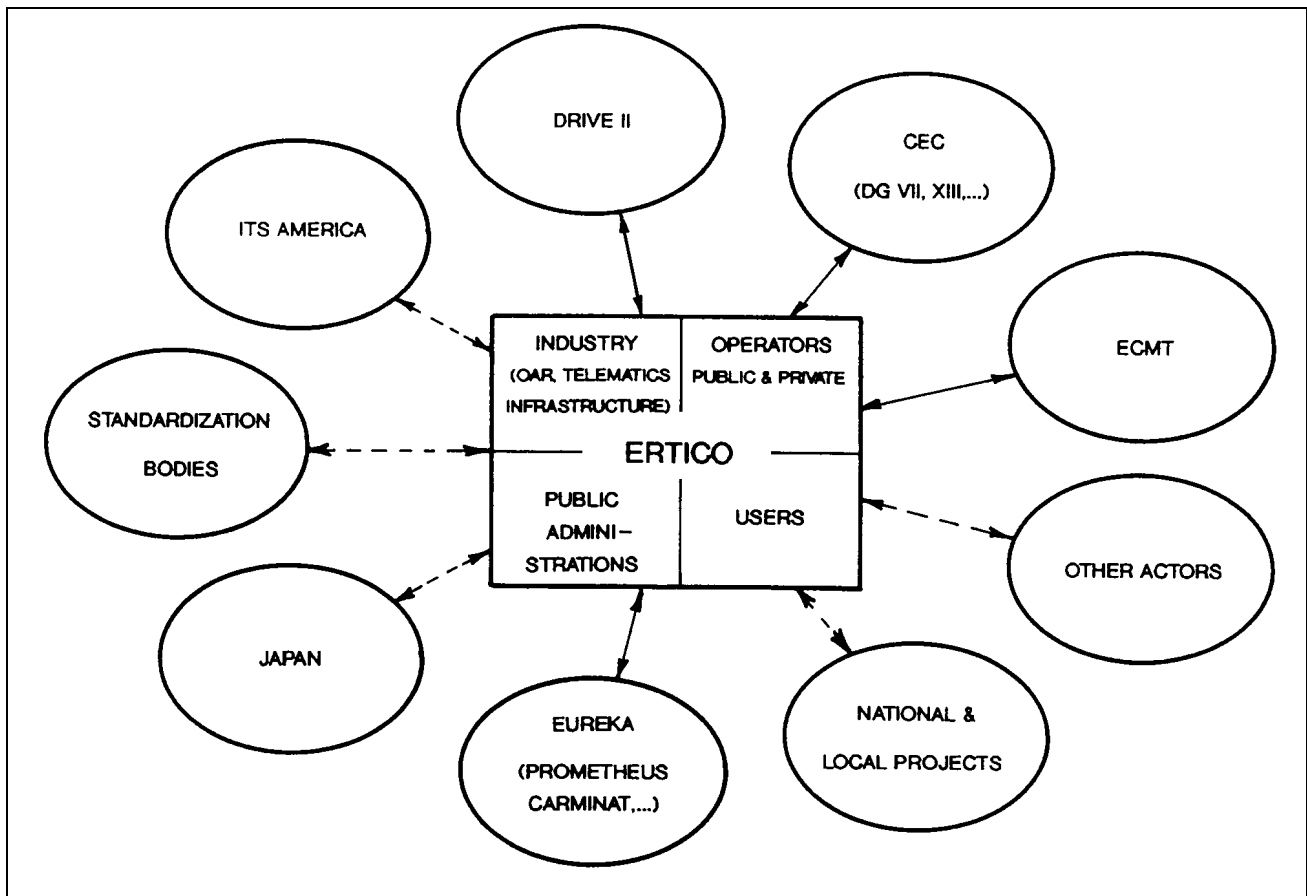 DRIVE II
CEC
(DG VII, XIII,...)
ITS AMERICA
ECMT
INDUSTRY
(OAR, TELEMATICS
INFRASTRUCTURE)
OPERATORS
PUBLIC & PRIVATE
STANDARDIZATION
BODIES
ERTICO
PUBLIC
ADMINI-
STRATIONS
USERS
OTHER ACTORS
JAPAN
EUREKA
(PROMETHEUS
CARMINAT,...)
NATIONAL &
LOCAL PROJECTS